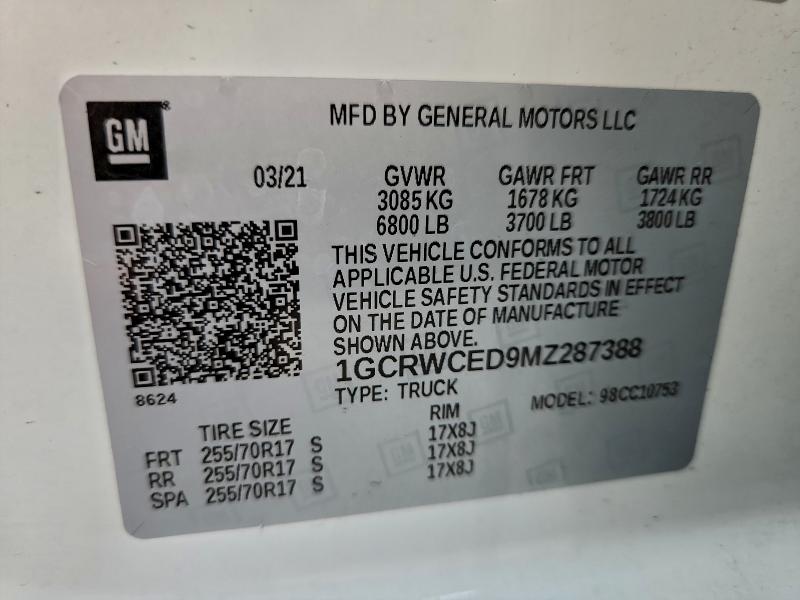 GM
MFD BY GENERAL MOTORS LLC
03/21 GVWR GAWR FRT GAWR RR
3085 KG 1678 KG 1724 KG
6800 LB 3700 LB 3800 LB
THIS VEHICLE CONFORMS TO ALL
APPLICABLE U.S. FEDERAL MOTOR
VEHICLE SAFETY STANDARDS IN EFFECT
ON THE DATE OF MANUFACTURE
SHOWN ABOVE.
1GCRWCED9MZ287388
8624
TYPE: TRUCK MODEL: 98CC10753
TIRE SIZE RIM
FRT 255/70R17 S 17X8J
RR 255/70R17 S 17X8J
SPA 255/70R17 S 17X8J